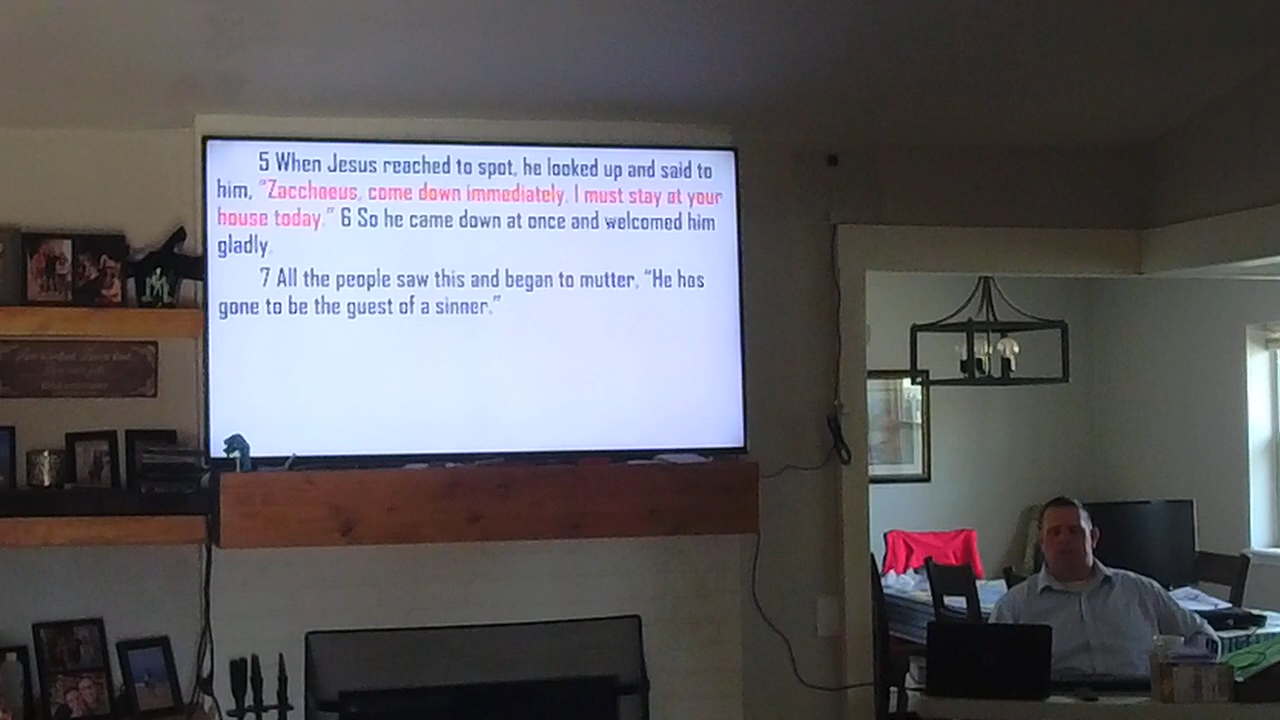 5 When Jesus reached to spot, he looked up and said to
him, “Zacchaeus, come down immediately. I must stay at your
house today.” 6 So he came down at once and welcomed him
gladly.
7 All the people saw this and began to mutter, “He has
gone to be the guest of a sinner.”